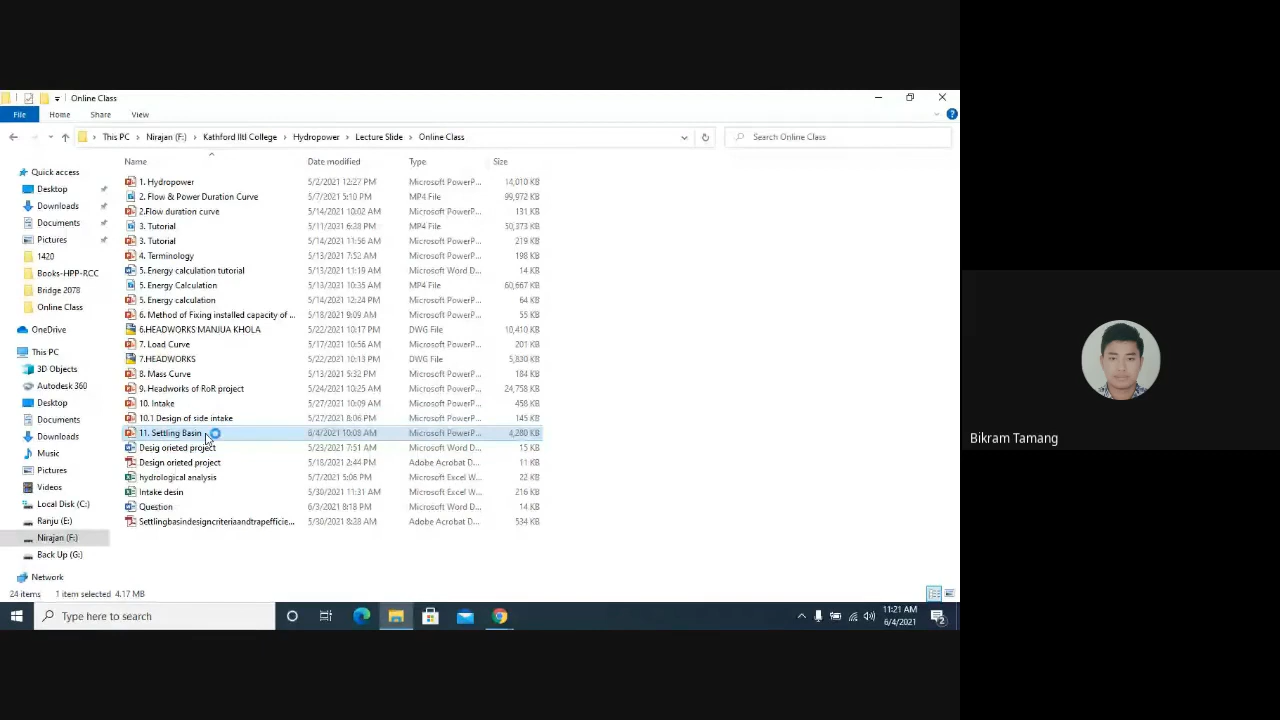 Online Class
File Home Share View
This PC Nirajan (F:) Kathford IItl College Hydropower Lecture Slide Online Class Search Online Class
Name Date modified Type Size
Quick access
Desktop
Downloads
Documents
Pictures
1420
Books-HPP-RCC
Bridge 2078
Online Class
OneDrive
This PC
3D Objects
Autodesk 360
Desktop
Documents
Downloads
Music
Pictures
Videos
Local Disk (C:)
Ranju (E:)
Nirajan (F:)
Back Up (G:)
Network
1. Hydropower 5/2/2021 12:27 PM Microsoft PowerP... 14,010 KB
2. Flow & Power Duration Curve 5/7/2021 5:10 PM MP4 File 99,972 KB
2.Flow duration curve 5/14/2021 10:02 AM Microsoft PowerP... 131 KB
3. Tutorial 5/11/2021 6:38 PM MP4 File 50,373 KB
3. Tutorial 5/14/2021 11:56 AM Microsoft PowerP... 219 KB
4. Terminology 5/13/2021 7:52 AM Microsoft PowerP... 198 KB
5. Energy calculation tutorial 5/13/2021 11:19 AM Microsoft Word D... 14 KB
5. Energy Calculation 5/13/2021 10:35 AM MP4 File 60,667 KB
5. Energy calculation 5/14/2021 12:24 PM Microsoft PowerP... 64 KB
6. Method of Fixing installed capacity of ... 5/18/2021 9:09 AM Microsoft PowerP... 55 KB
6.HEADWORKS MANJUA KHOLA 5/22/2021 10:17 PM DWG File 10,410 KB
7. Load Curve 5/17/2021 10:56 AM Microsoft PowerP... 201 KB
7.HEADWORKS 5/22/2021 10:13 PM DWG File 5,830 KB
8. Mass Curve 5/13/2021 5:32 PM Microsoft PowerP... 184 KB
9. Headworks of RoR project 5/24/2021 10:25 AM Microsoft PowerP... 24,758 KB
10. Intake 5/27/2021 10:09 AM Microsoft PowerP... 458 KB
10.1 Design of side intake 5/27/2021 8:06 PM Microsoft PowerP... 145 KB
11. Settling Basin 6/4/2021 10:08 AM Microsoft PowerP... 4,280 KB
Desig orieted project 5/23/2021 7:51 AM Microsoft Word D... 15 KB
Design orieted project 5/18/2021 2:44 PM Adobe Acrobat D... 11 KB
hydrological analysis 5/7/2021 5:06 PM Microsoft Excel W... 22 KB
Intake desin 5/30/2021 11:31 AM Microsoft Excel W... 216 KB
Question 6/3/2021 8:18 PM Microsoft Word D... 14 KB
Settlingbasindesigncriteriaandtrapefficie... 5/30/2021 8:28 AM Adobe Acrobat D... 534 KB
24 items 1 item selected 4.17 MB
Type here to search
11:21 AM
6/4/2021
2
Bikram Tamang